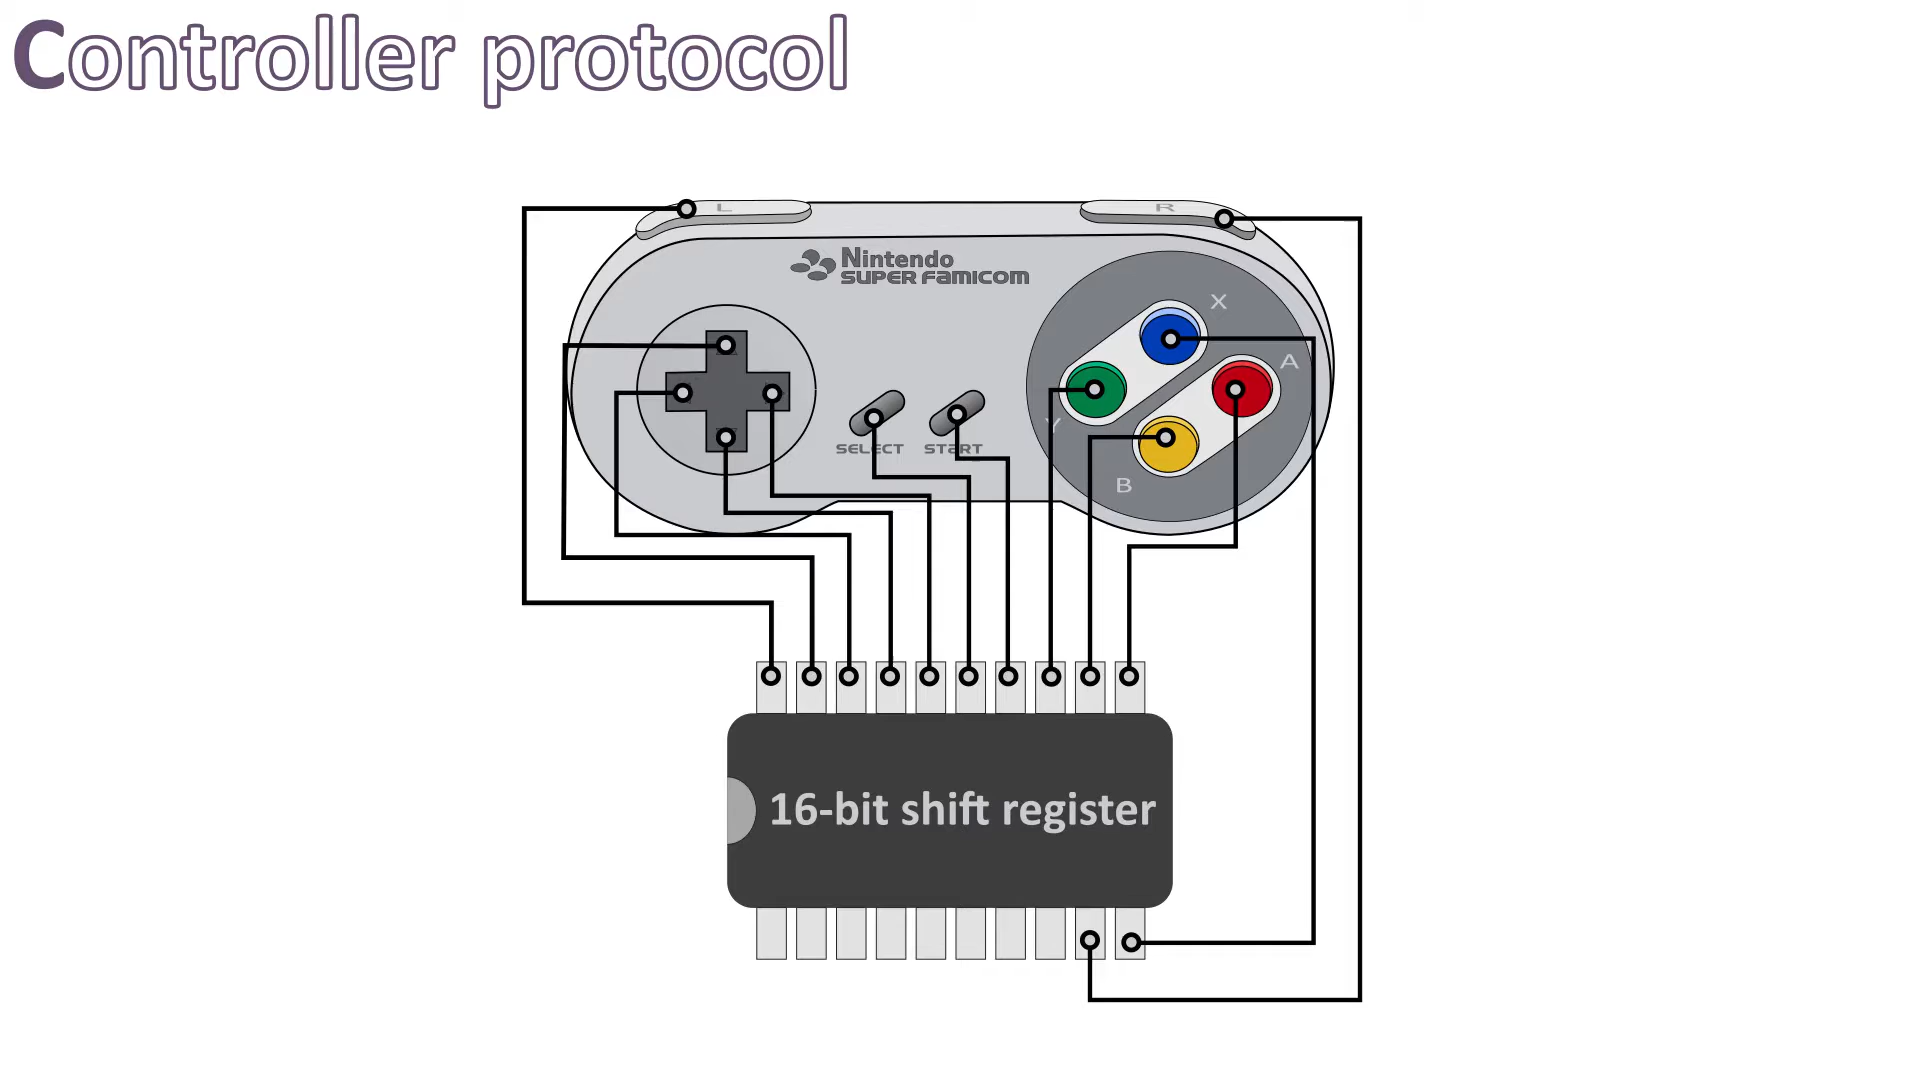 Controller protocol
L
R
Nintendo
SUPER FAMICOM
X
A
Y
B
SELECT
START
16-bit shift register